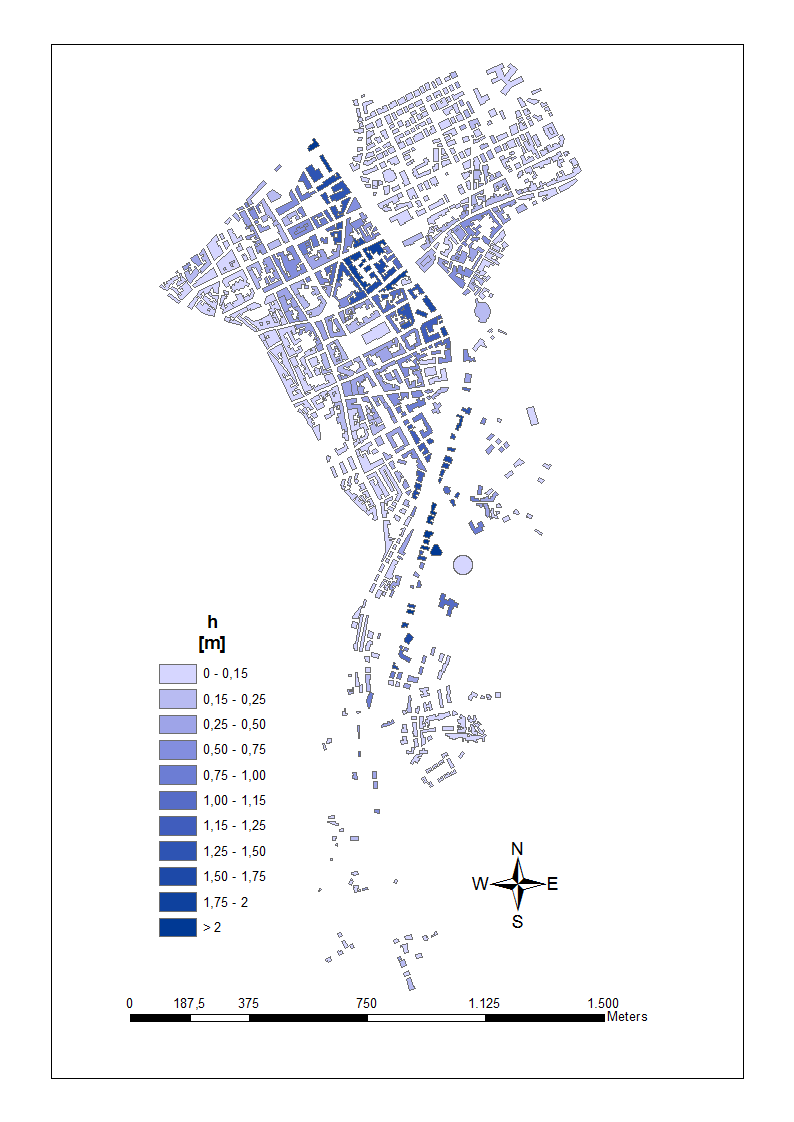 h
[m]
0 - 0,15
0,15 - 0,25
0,25 - 0,50
0,50 - 0,75
0,75 - 1,00
1,00 - 1,15
1,15 - 1,25
1,25 - 1,50
1,50 - 1,75
1,75 - 2
> 2
N
W E
S
0 187,5 375 750 1.125 1.500
Meters